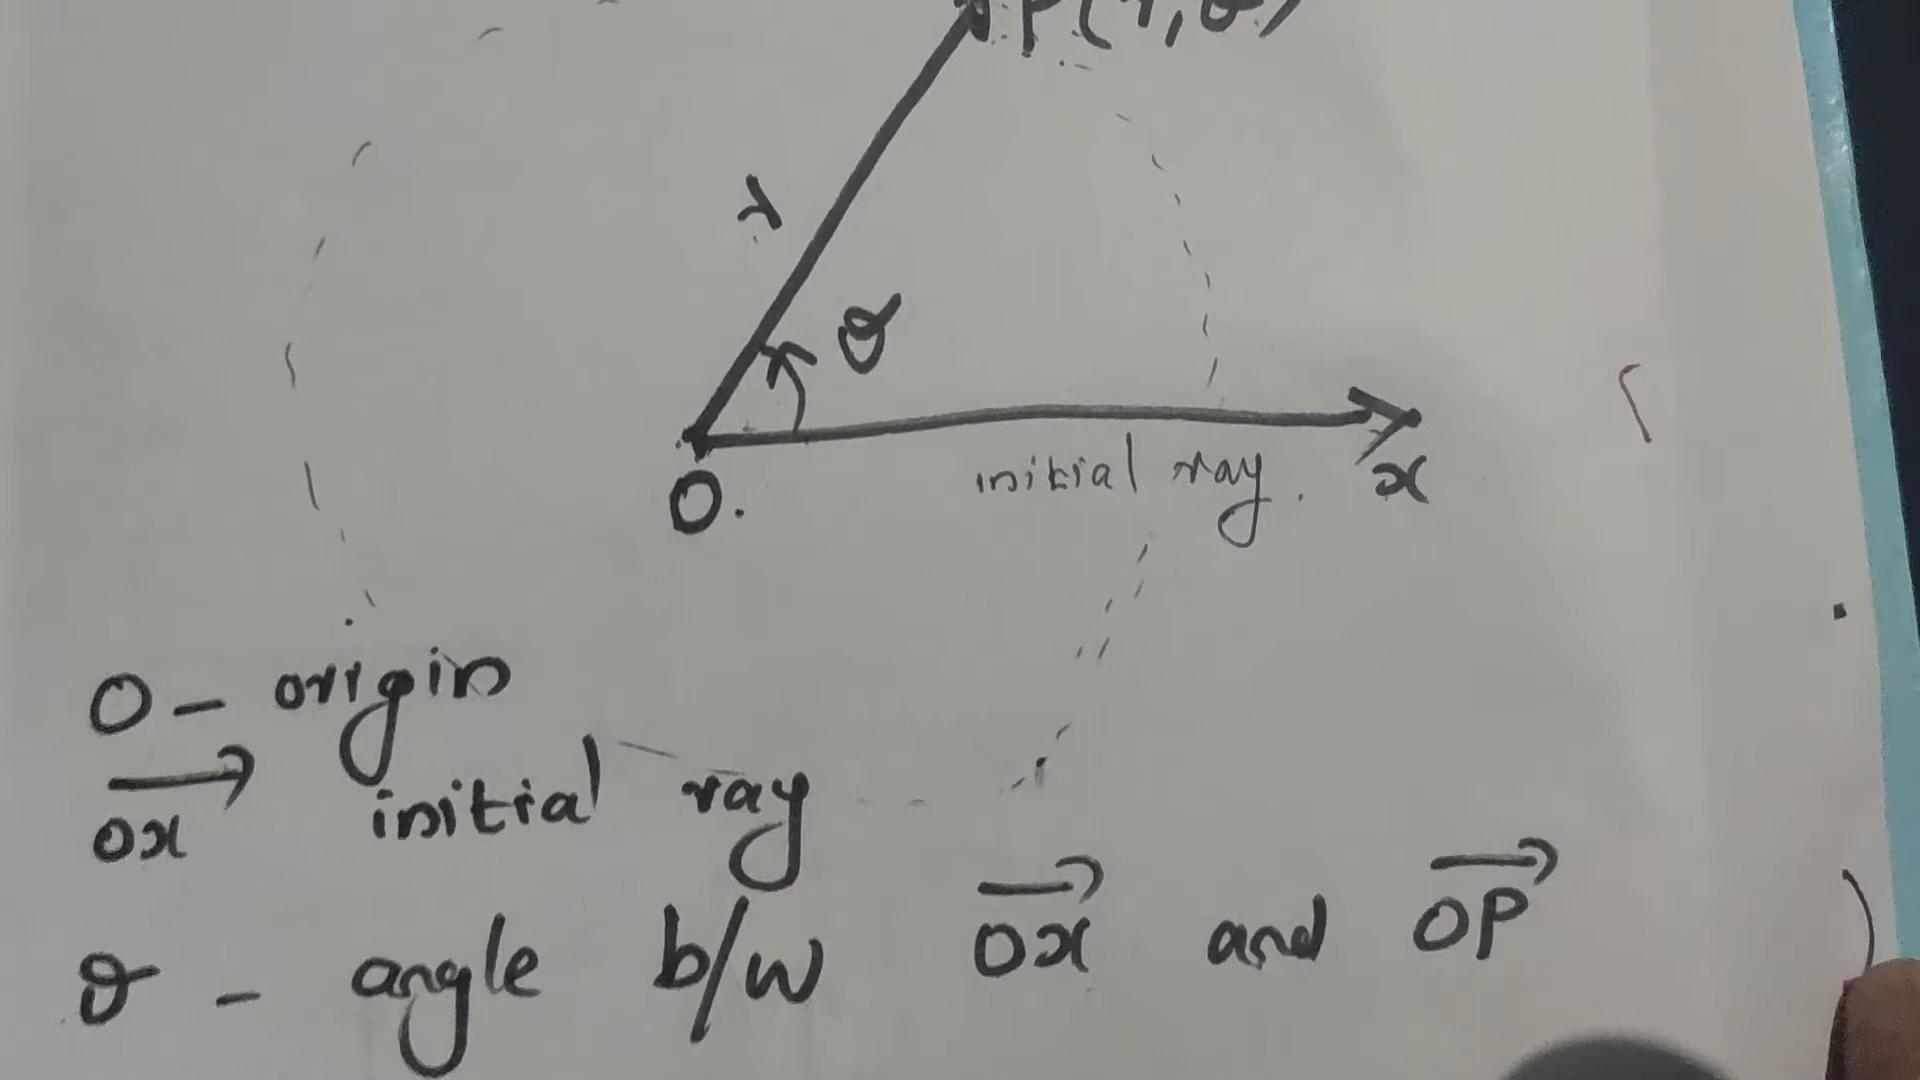 P(r,θ)
r
θ
O.
initial ray.
x
O - origin
→
ox initial ray
θ - angle b/w ox and OP